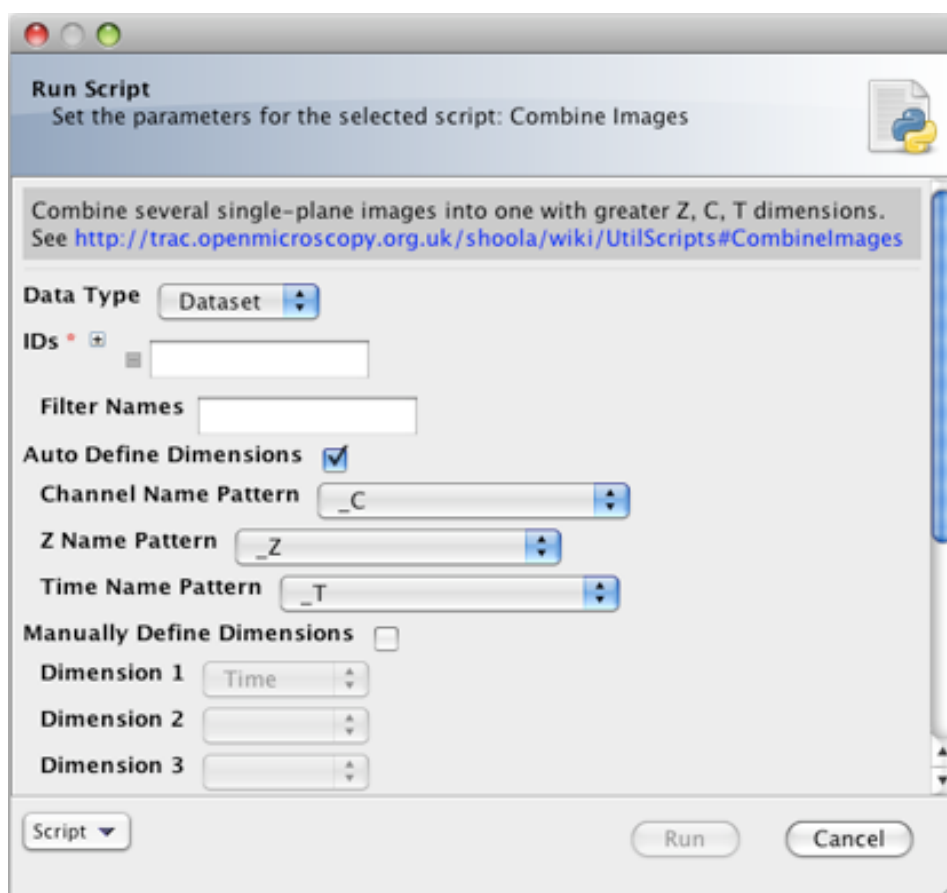 Run Script
Set the parameters for the selected script: Combine Images
Combine several single-plane images into one with greater Z, C, T dimensions.
See http://trac.openmicroscopy.org.uk/shoola/wiki/UtilScripts#CombineImages
Data Type Dataset
IDs *
Filter Names
Auto Define Dimensions
Channel Name Pattern _C
Z Name Pattern _Z
Time Name Pattern _T
Manually Define Dimensions
Dimension 1 Time
Dimension 2
Dimension 3
Script Run Cancel